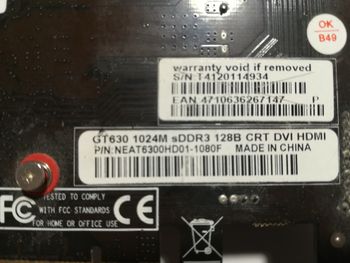 OK
B49
warranty void if removed
S/N T4120114934
EAN 4710636267147 P
GT630 1024M sDDR3 128B CRT DVI HDMI
P/N:NEAT6300HD01-1080F MADE IN CHINA
FC TESTED TO COMPLY
WITH FCC STANDARDS CE
FOR HOME OR OFFICE USE